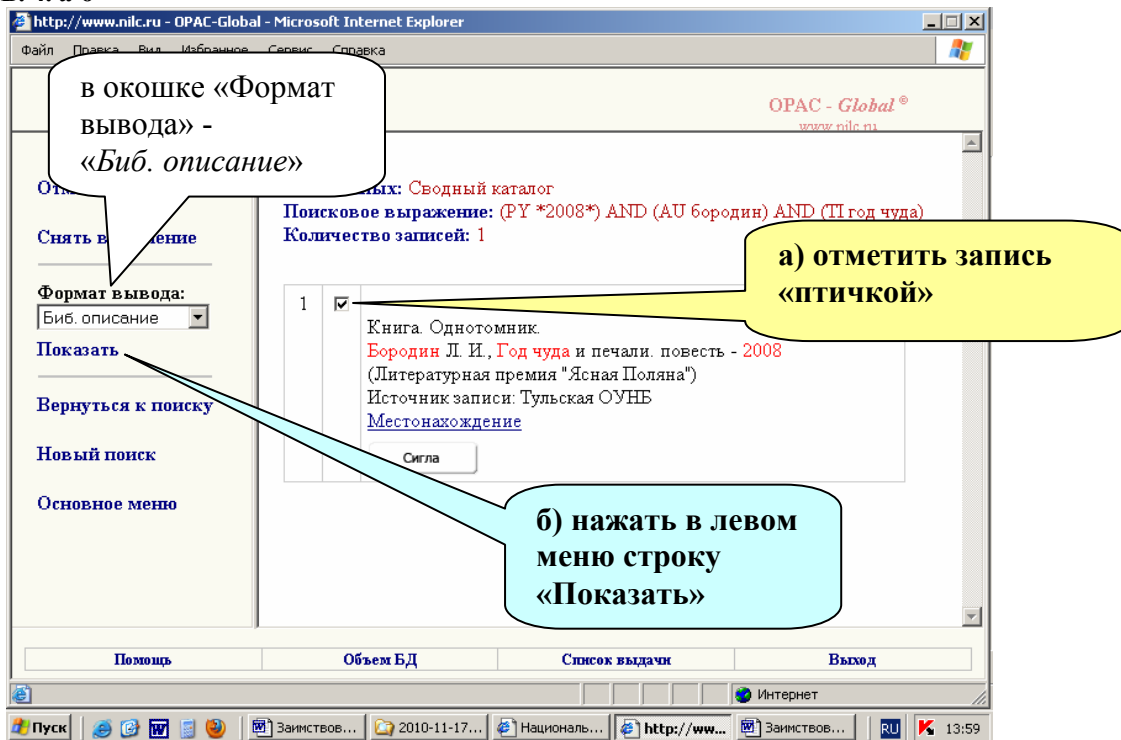 http://www.nilc.ru - OPAC-Global - Microsoft Internet Explorer
Файл Правка Вид Избранное Сервис Справка
в окошке «Формат
вывода» -
«Биб. описание»
OPAC - Global ®
www.nilc.ru
Сводный каталог
Поисковое выражение: (PY *2008*) AND (AU бородин) AND (TI год чуда)
Количество записей: 1
Снять
Формат вывода:
Биб. описание
Показать
Вернуться к поиску
Новый поиск
Основное меню
а) отметить запись
«птичкой»
1
Книга. Однотомник.
Бородин Л. И., Год чуда и печали. повесть - 2008
(Литературная премия "Ясная Поляна")
Источник записи: Тульская ОУНБ
Местонахождение
Сигла
б) нажать в левом
меню строку
«Показать»
Помощь Объем БД Список выдачи Выход
Интернет
Пуск Заимствов... 2010-11-17... Националь... http://ww... Заимствов... RU 13:59